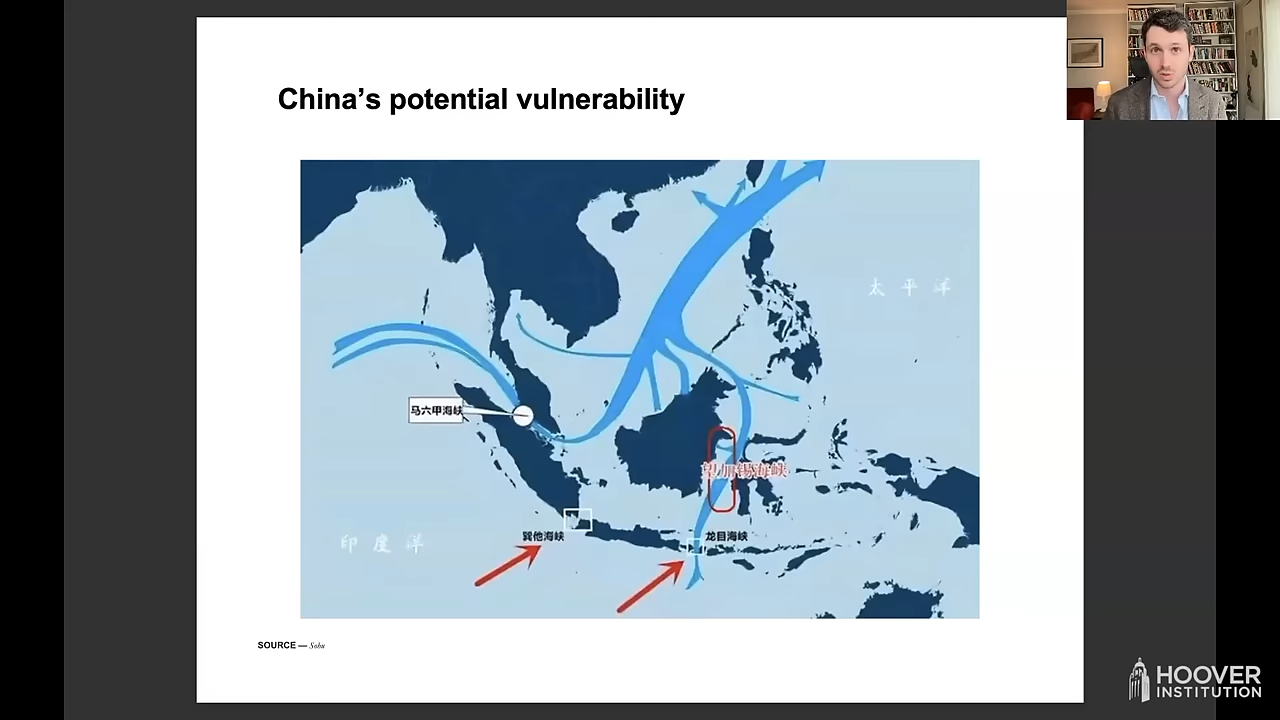 China’s potential vulnerability
太平洋
马六甲海峡
望加锡海峡
巽他海峡
龙目海峡
印度洋
SOURCE — Sohu
HOOVER
INSTITUTION